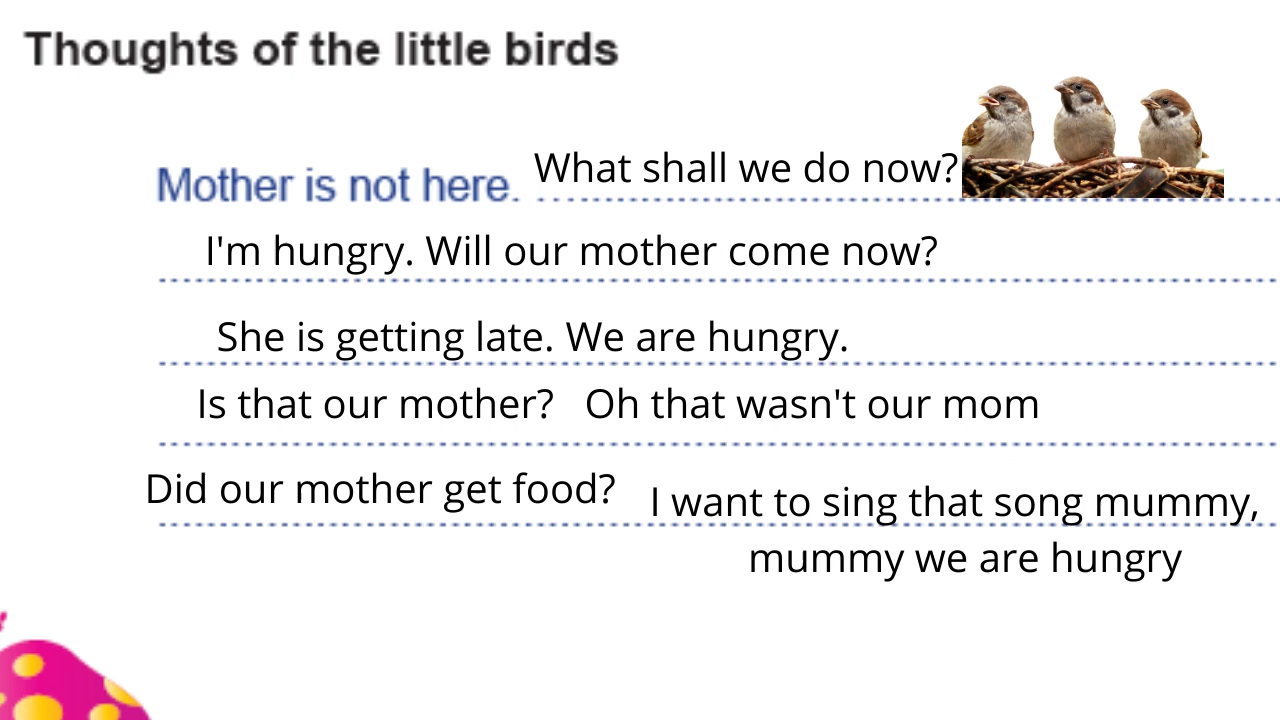 Thoughts of the little birds
Mother is not here. What shall we do now?
I'm hungry. Will our mother come now?
She is getting late. We are hungry.
Is that our mother? Oh that wasn't our mom
Did our mother get food? I want to sing that song mummy,
mummy we are hungry